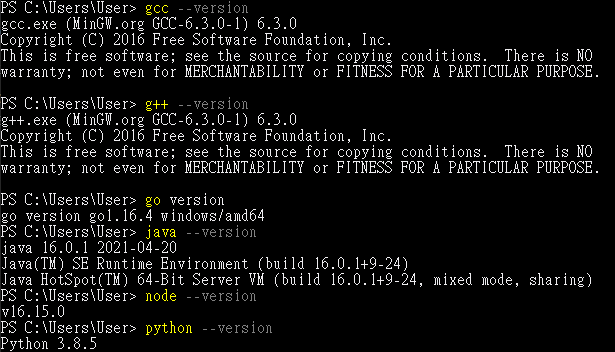 PS C:\Users\User> gcc --version
gcc.exe (MinGW.org GCC-6.3.0-1) 6.3.0
Copyright (C) 2016 Free Software Foundation, Inc.
This is free software; see the source for copying conditions.  There is NO
warranty; not even for MERCHANTABILITY or FITNESS FOR A PARTICULAR PURPOSE.
PS C:\Users\User> g++ --version
g++.exe (MinGW.org GCC-6.3.0-1) 6.3.0
Copyright (C) 2016 Free Software Foundation, Inc.
This is free software; see the source for copying conditions.  There is NO
warranty; not even for MERCHANTABILITY or FITNESS FOR A PARTICULAR PURPOSE.
PS C:\Users\User> go version
go version go1.16.4 windows/amd64
PS C:\Users\User> java --version
java 16.0.1 2021-04-20
Java(TM) SE Runtime Environment (build 16.0.1+9-24)
Java HotSpot(TM) 64-Bit Server VM (build 16.0.1+9-24, mixed mode, sharing)
PS C:\Users\User> node --version
v16.15.0
PS C:\Users\User> python --version
Python 3.8.5